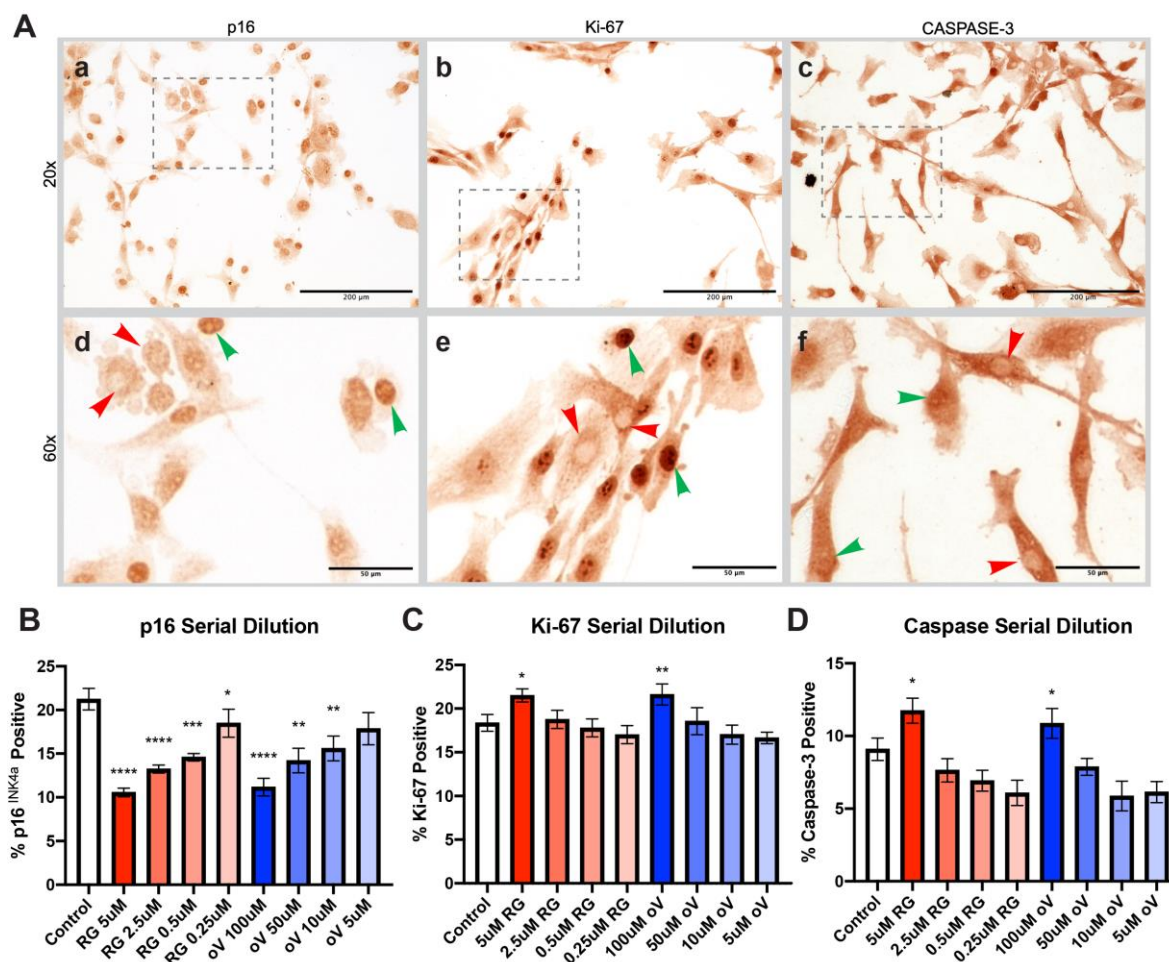 A
p16 Ki-67 CASPASE-3
20x
a b c
200 µm 200 µm 200 µm
60x
d e f
50 µm 50 µm 50 µm
B p16 Serial Dilution
% p16 INK4a Positive
25
20
15
10
5
0
* ** *** **** **** ** **
Control
RG 5uM
RG 2.5uM
RG 0.5uM
RG 0.25uM
oV 100uM
oV 50uM
oV 10uM
oV 5uM
C Ki-67 Serial Dilution
% Ki-67 Positive
25
20
15
10
5
0
* **
Control
5uM RG
2.5uM RG
0.5uM RG
0.25uM RG
100uM oV
50uM oV
10uM oV
5uM oV
D Caspase Serial Dilution
% Caspase-3 Positive
15
10
5
0
* *
Control
5uM RG
2.5uM RG
0.5uM RG
0.25uM RG
100uM oV
50uM oV
10uM oV
5uM oV